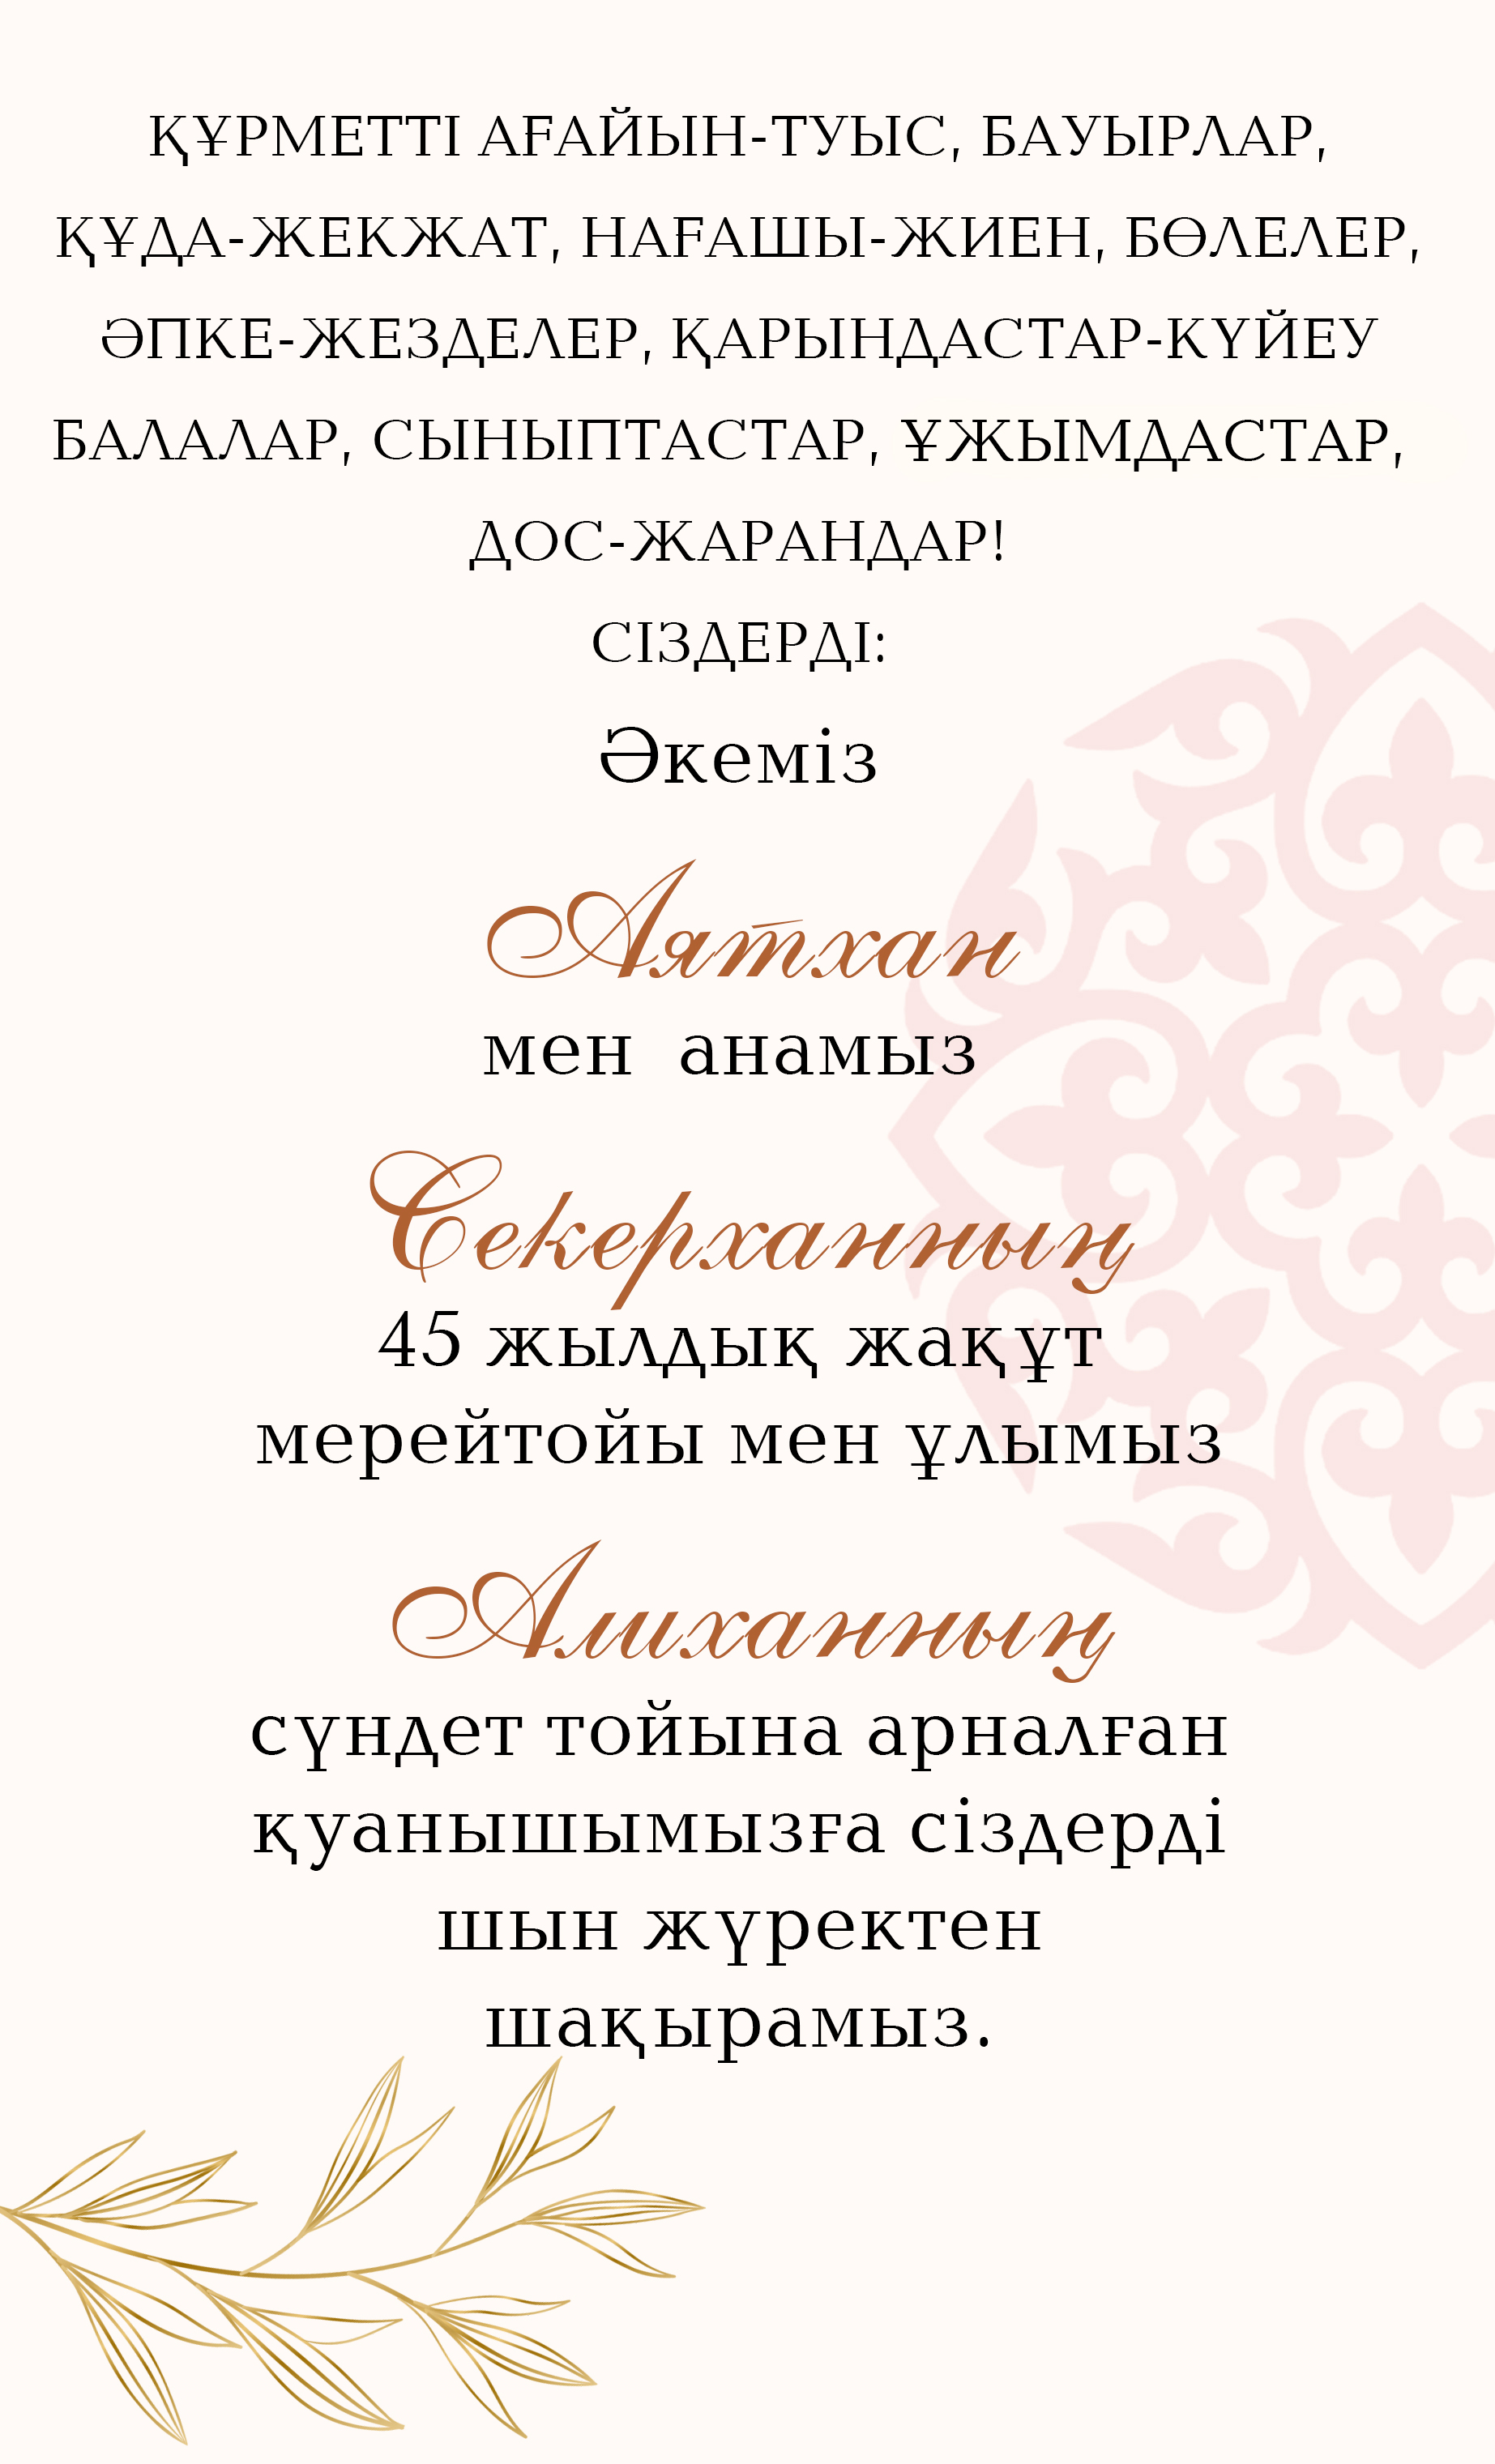 ҚҰРМЕТТІ АҒАЙЫН-ТУЫС, БАУЫРЛАР,
ҚҰДА-ЖЕКЖАТ, НАҒАШЫ-ЖИЕН, БӨЛЕЛЕР,
ӘПКЕ-ЖЕЗДЕЛЕР, ҚАРЫНДАСТАР-КҮЙЕУ
БАЛАЛАР, СЫНЫПТАСТАР, ҰЖЫМДАСТАР,
ДОС-ЖАРАНДАР!
СІЗДЕРДІ:
Әкеміз
Аятхан
мен анамыз
Секерханның
45 жылдық жақұт
мерейтойы мен ұлымыз
Алиханның
сүндет тойына арналған
қуанышымызға сіздерді
шын жүректен
шақырамыз.